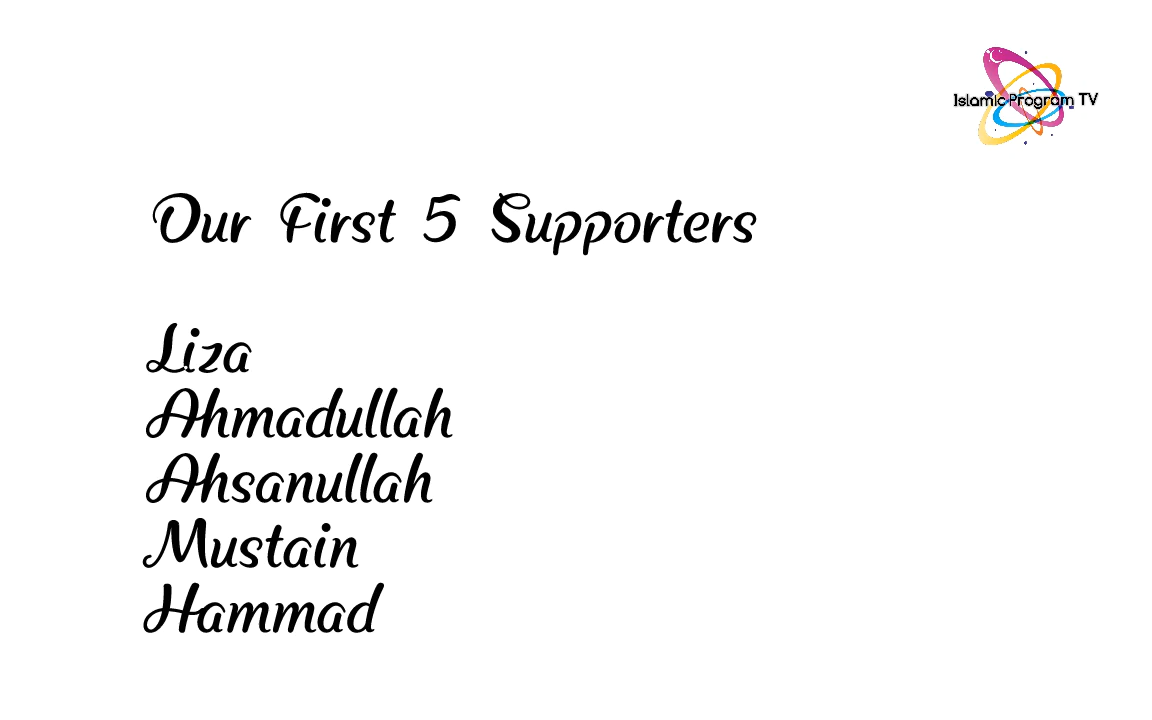 Islamic Program TV
Our First 5 Supporters
Liza
Ahmadullah
Ahsanullah
Mustain
Hammad